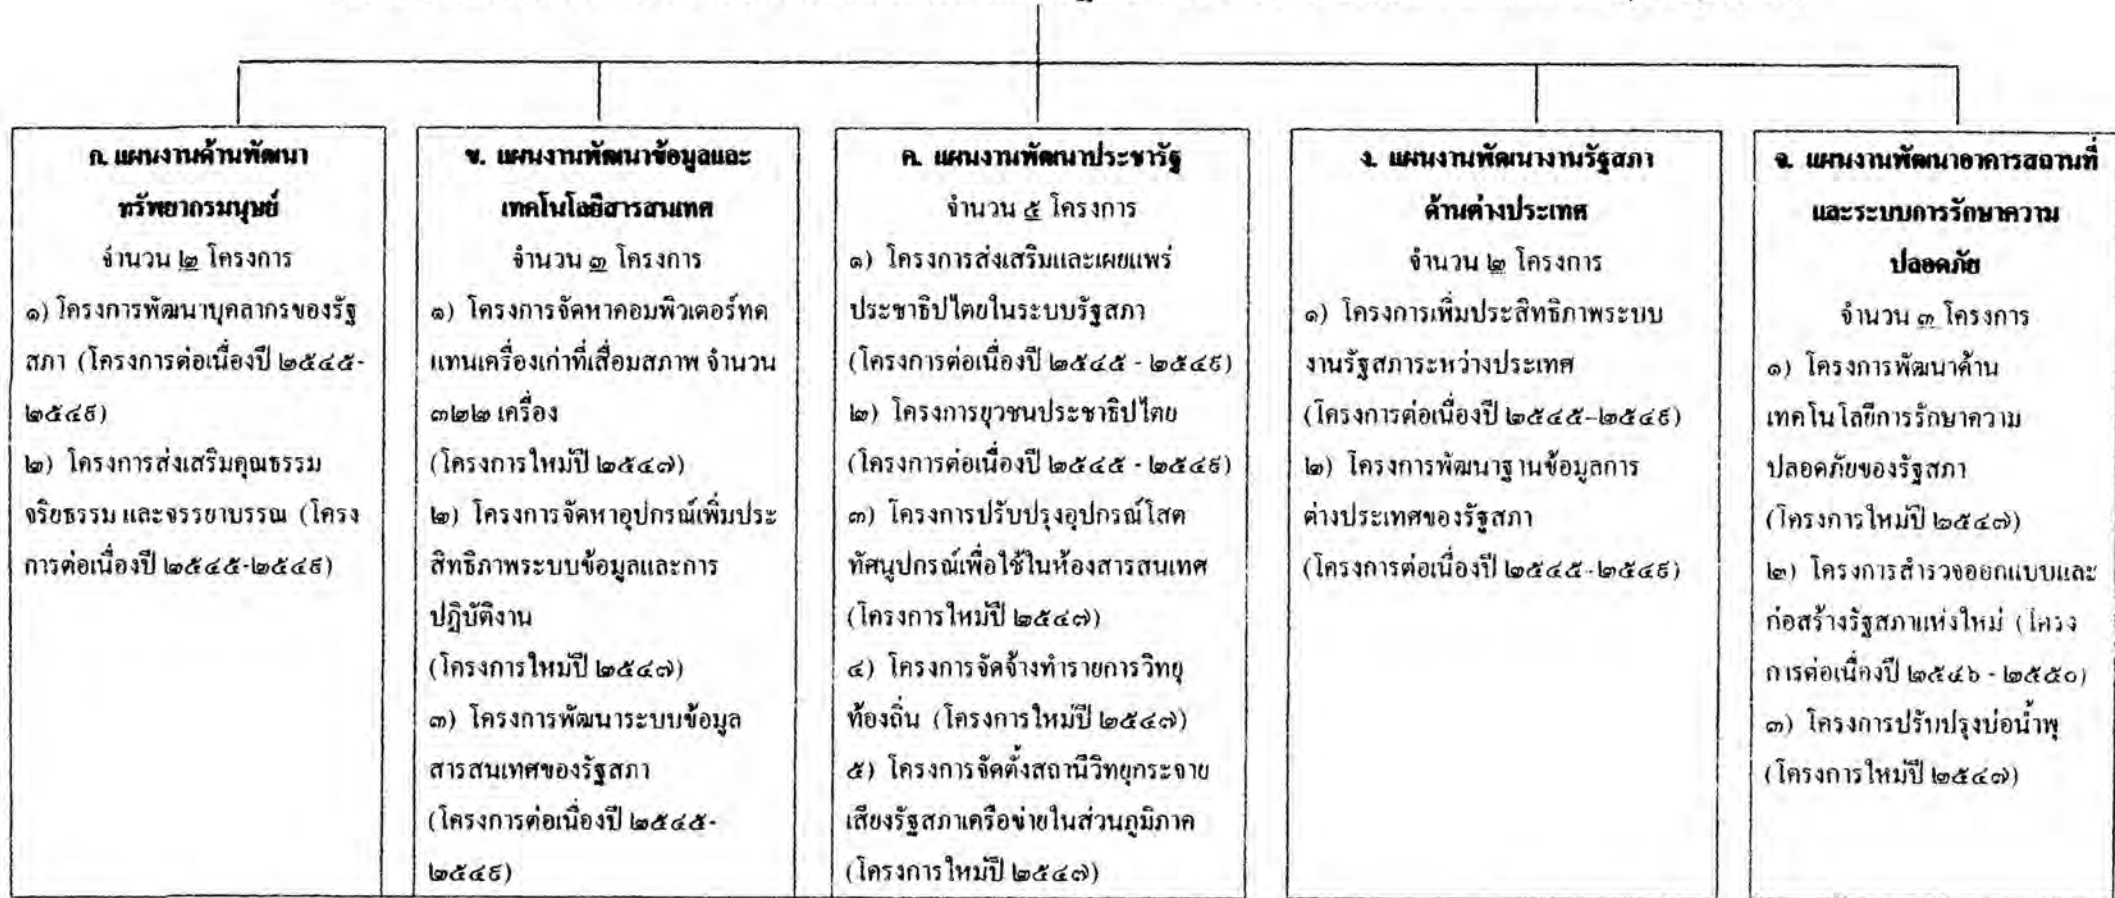 ก. แผนงานด้านพัฒนา
ทรัพยากรมนุษย์
จำนวน ๒ โครงการ
๑) โครงการพัฒนาบุคลากรของรัฐ
สภา (โครงการต่อเนื่องปี ๒๕๔๕-
๒๕๔๙)
๒) โครงการส่งเสริมคุณธรรม
จริยธรรม และจรรยาบรรณ (โครง
การต่อเนื่องปี ๒๕๔๕-๒๕๔๙)
ข. แผนงานพัฒนาข้อมูลและ
เทคโนโลยีสารสนเทศ
จำนวน ๓ โครงการ
๑) โครงการจัดหาคอมพิวเตอร์ทด
แทนเครื่องเก่าที่เสื่อมสภาพ จำนวน
๓๒๒ เครื่อง
(โครงการใหม่ปี ๒๕๔๗)
๒) โครงการจัดหาอุปกรณ์เพิ่มประ
สิทธิภาพระบบข้อมูลและการ
ปฏิบัติงาน
(โครงการใหม่ปี ๒๕๔๗)
๓) โครงการพัฒนาระบบข้อมูล
สารสนเทศของรัฐสภา
(โครงการต่อเนื่องปี ๒๕๔๕-
๒๕๔๙)
ค. แผนงานพัฒนาประชารัฐ
จำนวน ๕ โครงการ
๑) โครงการส่งเสริมและเผยแพร่
ประชาธิปไตยในระบบรัฐสภา
(โครงการต่อเนื่องปี ๒๕๔๕ - ๒๕๔๙)
๒) โครงการยุวชนประชาธิปไตย
(โครงการต่อเนื่องปี ๒๕๔๕ - ๒๕๔๙)
๓) โครงการปรับปรุงอุปกรณ์โสต
ทัศนูปกรณ์เพื่อใช้ในห้องสารสนเทศ
(โครงการใหม่ปี ๒๕๔๗)
๔) โครงการจัดจ้างทำรายการวิทยุ
ท้องถิ่น (โครงการใหม่ปี ๒๕๔๗)
๕) โครงการจัดตั้งสถานีวิทยุกระจาย
เสียงรัฐสภาเครือข่ายในส่วนภูมิภาค
(โครงการใหม่ปี ๒๕๔๗)
ง. แผนงานพัฒนางานรัฐสภา
ด้านต่างประเทศ
จำนวน ๒ โครงการ
๑) โครงการเพิ่มประสิทธิภาพระบบ
งานรัฐสภาระหว่างประเทศ
(โครงการต่อเนื่องปี ๒๕๔๕-๒๕๔๙)
๒) โครงการพัฒนาฐานข้อมูลการ
ต่างประเทศของรัฐสภา
(โครงการต่อเนื่องปี ๒๕๔๕-๒๕๔๙)
จ. แผนงานพัฒนาอาคารสถานที่
และระบบการรักษาความ
ปลอดภัย
จำนวน ๓ โครงการ
๑) โครงการพัฒนาด้าน
เทคโนโลยีการรักษาความ
ปลอดภัยของรัฐสภา
(โครงการใหม่ปี ๒๕๔๗)
๒) โครงการสำรวจออกแบบและ
ก่อสร้างรัฐสภาแห่งใหม่ (โครง
การต่อเนื่องปี ๒๕๔๖ - ๒๕๕๐)
๓) โครงการปรับปรุงบ่อน้ำพุ
(โครงการใหม่ปี ๒๕๔๗)